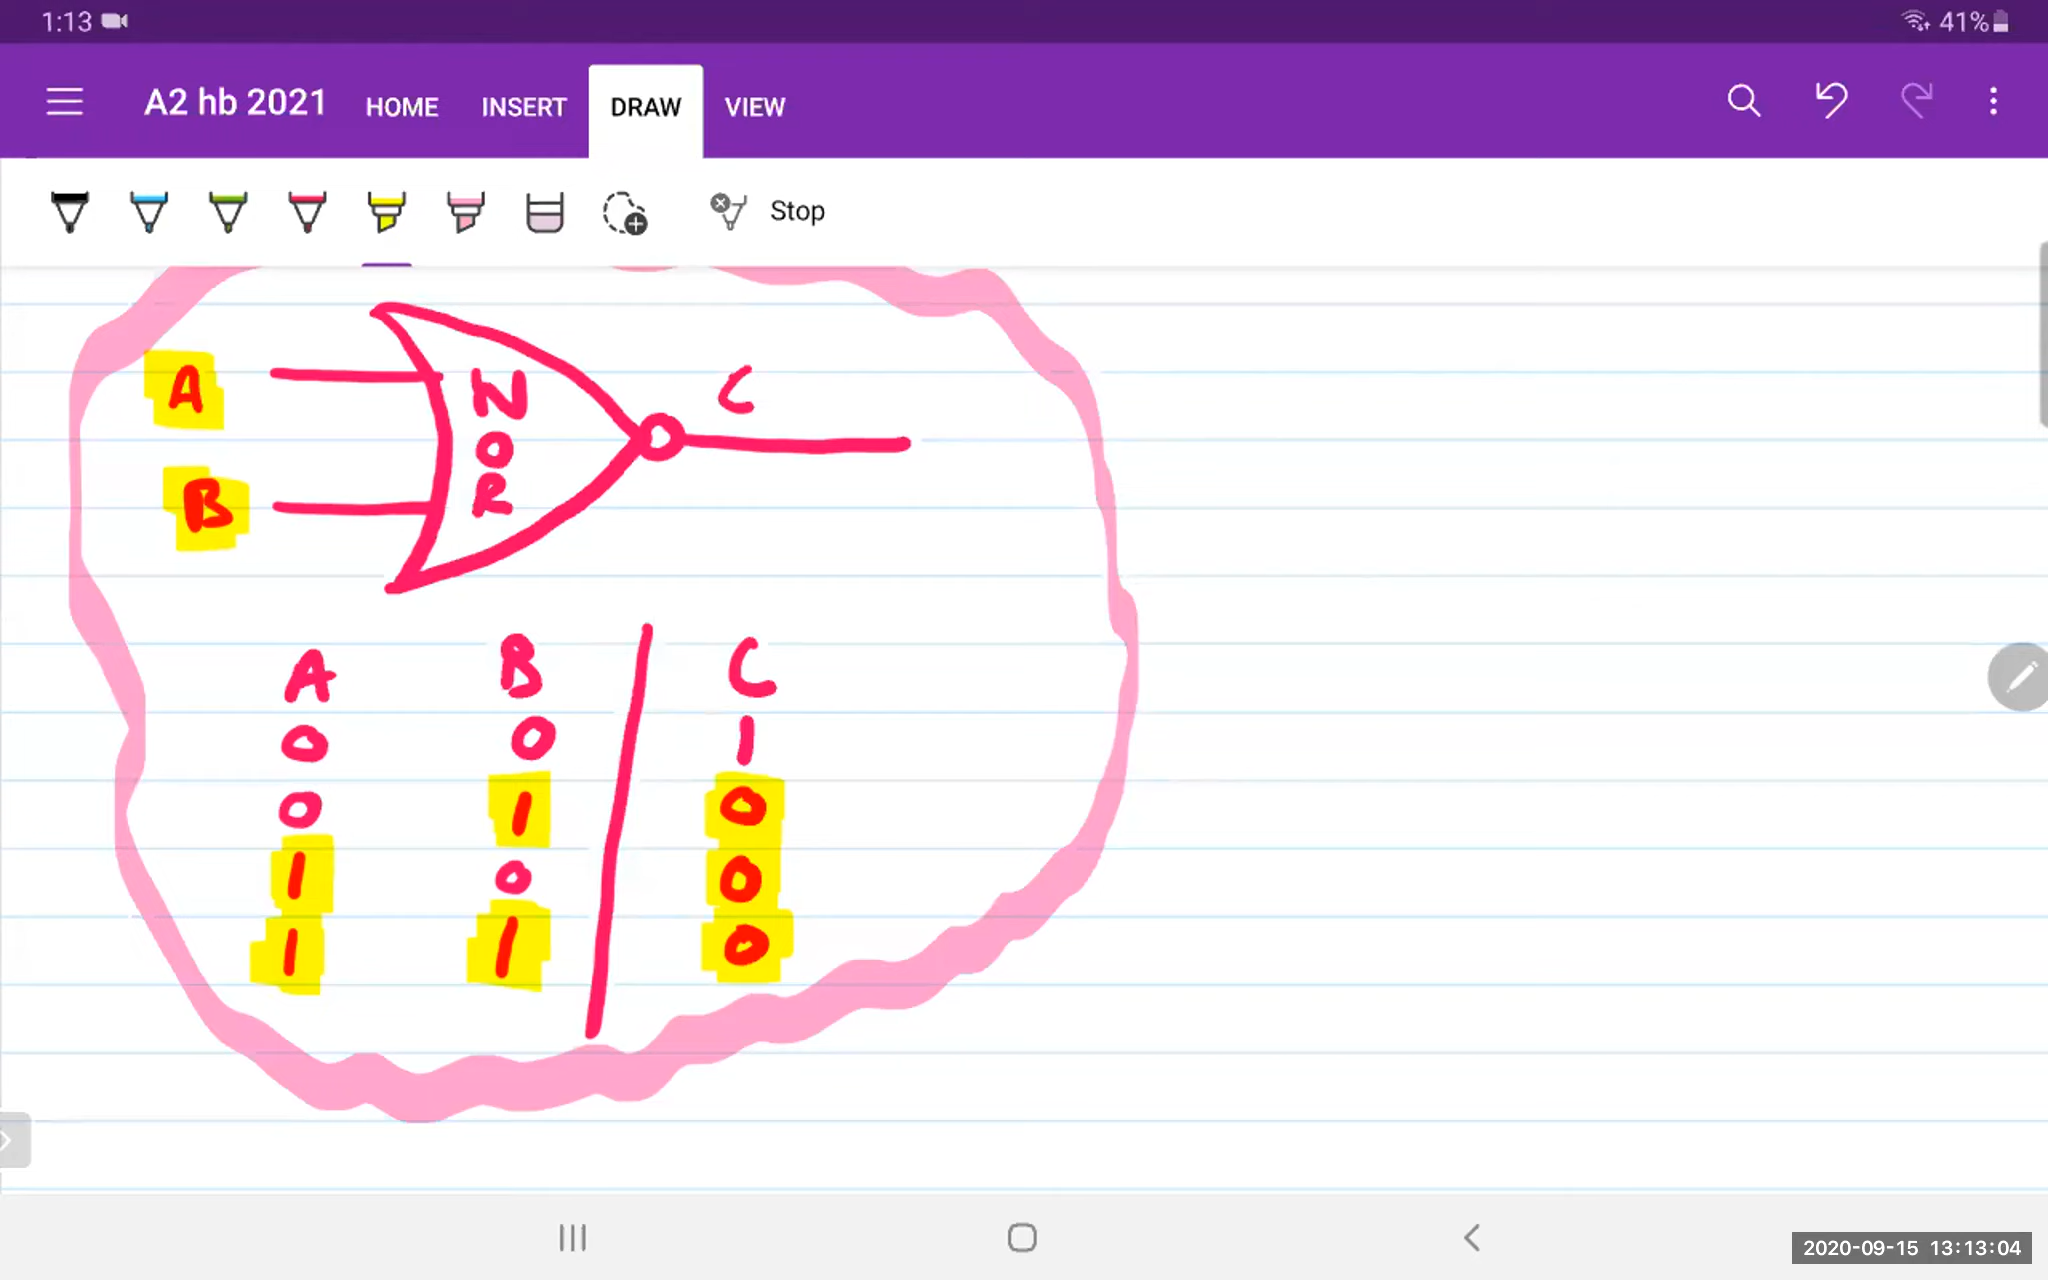 1:13 41%
A2 hb 2021 HOME INSERT DRAW VIEW
Stop
A
B
N
O
R
C
A B C
0 0 1
0 1 0
1 0 0
1 1 0
2020-09-15 13:13:04